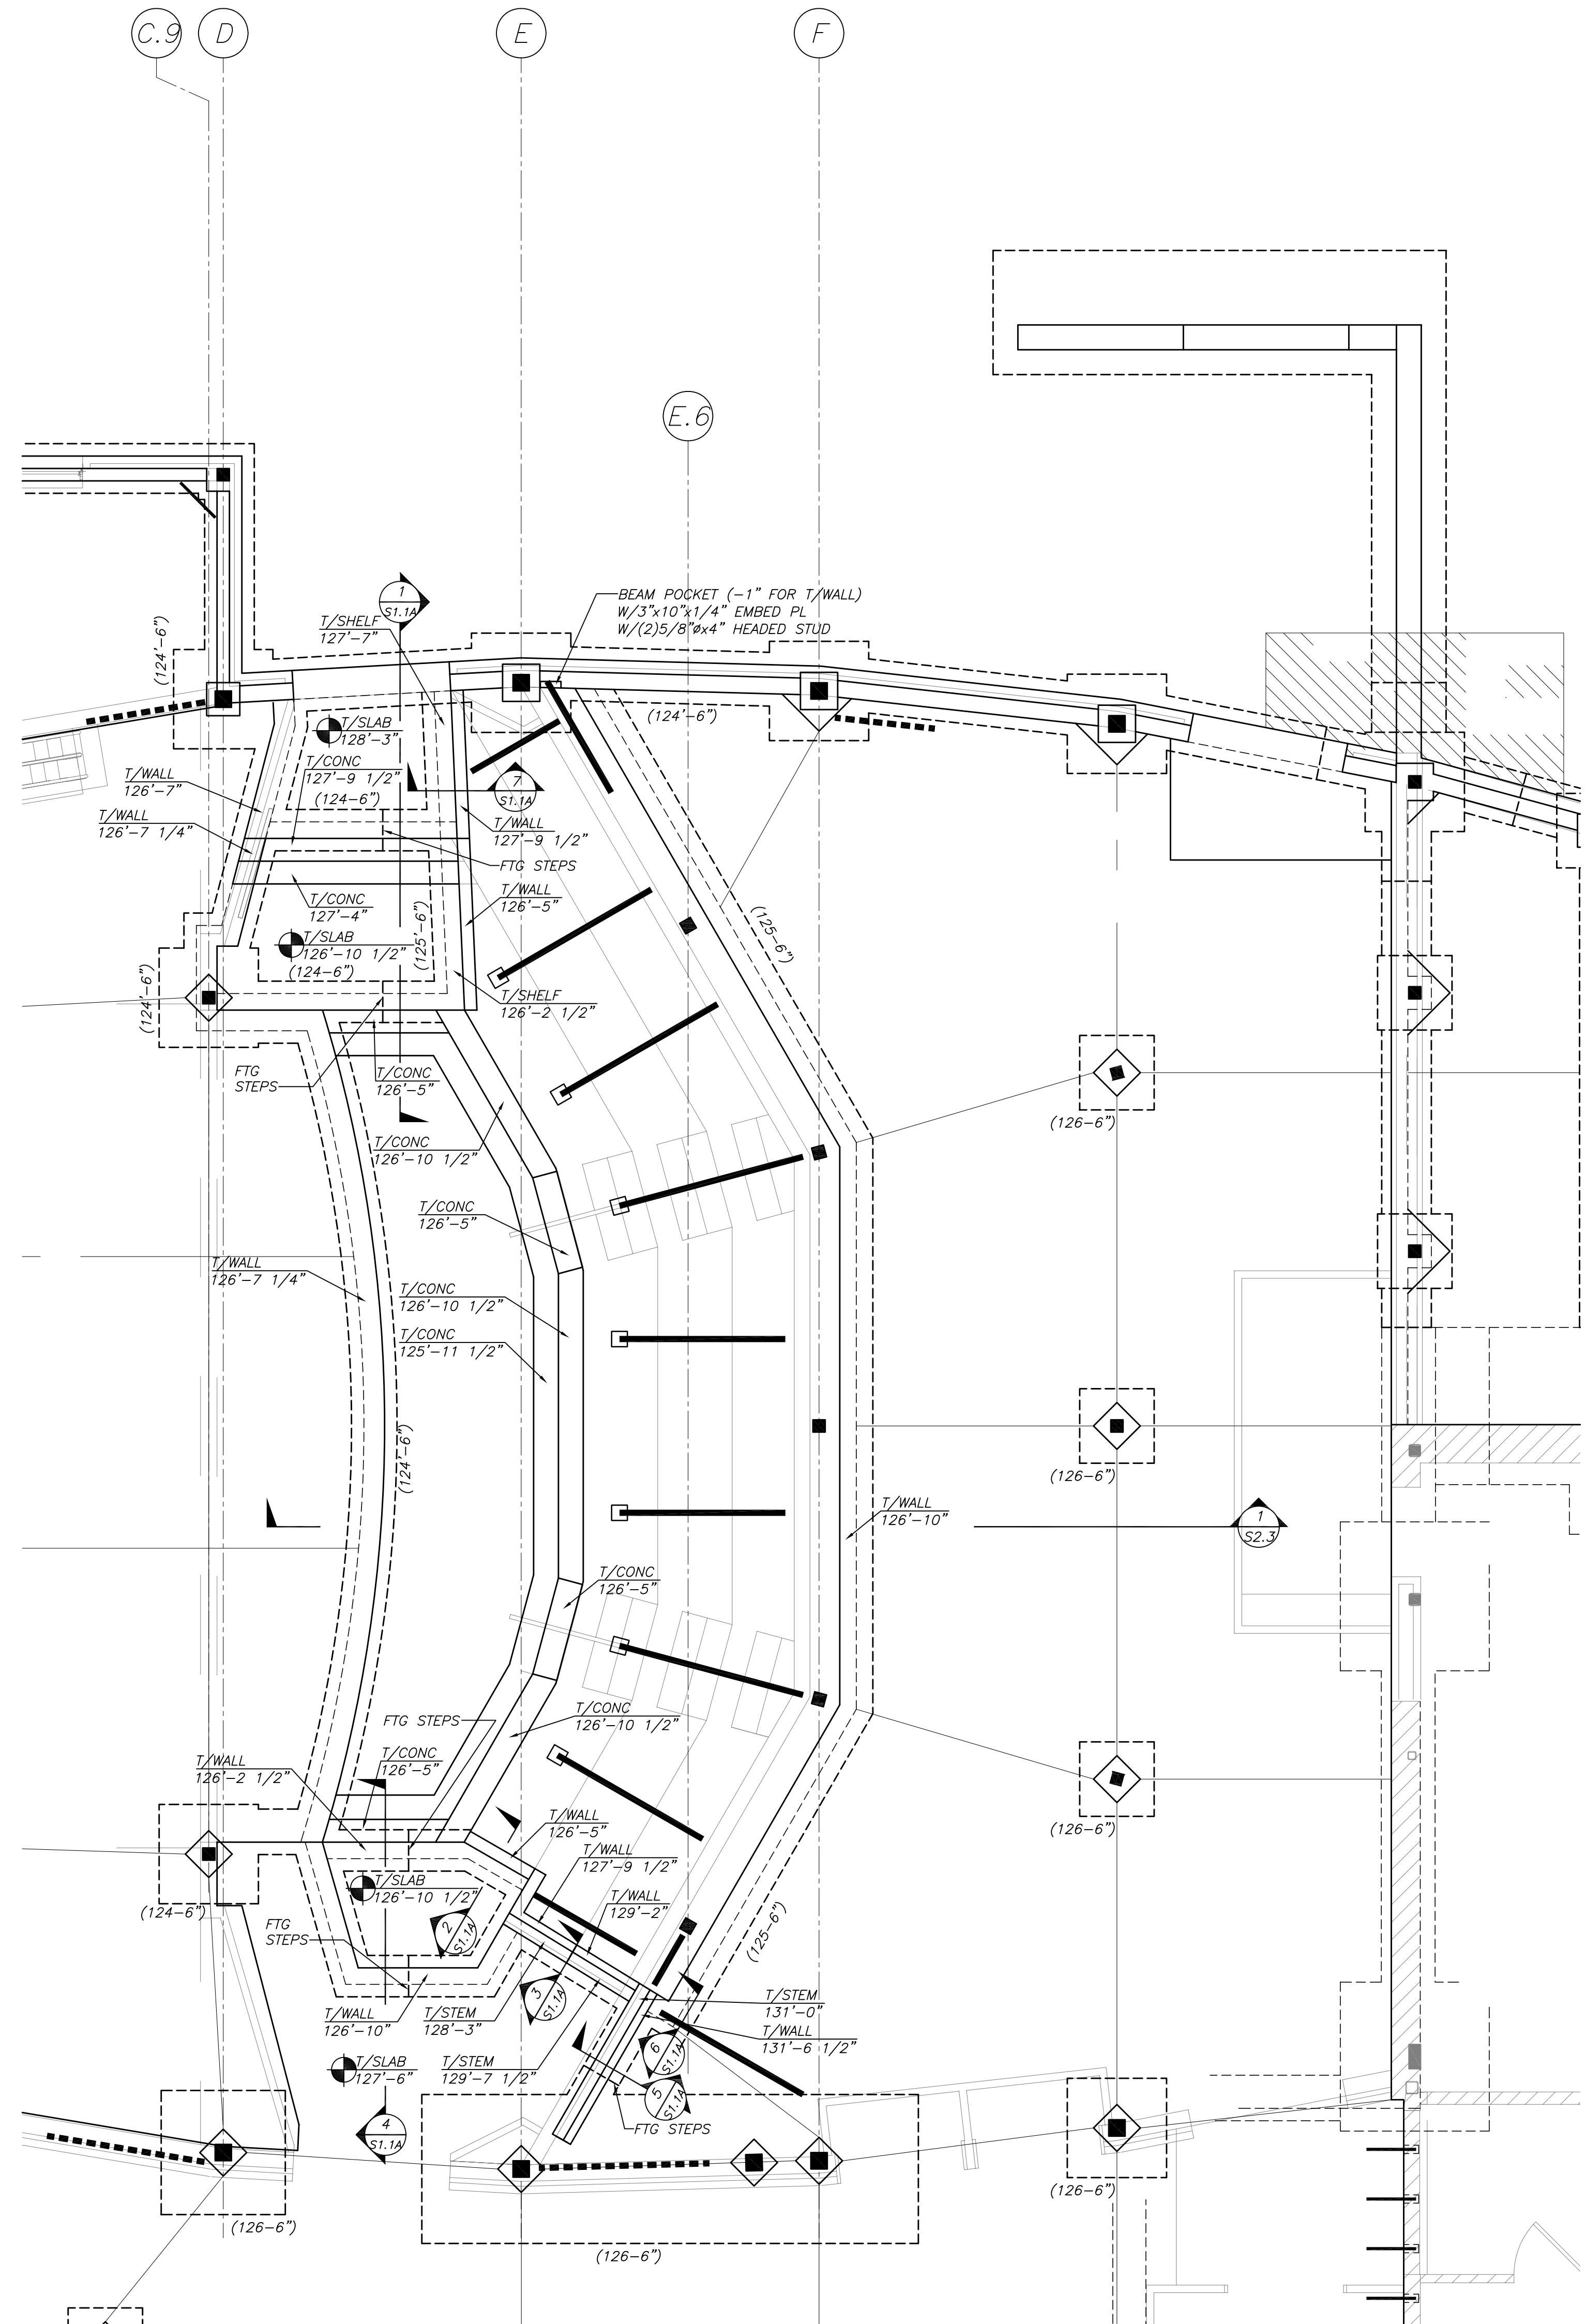 C.9
D
E
F
E.6
1
S1.1A
T/SHELF
127'-7"
BEAM POCKET (-1" FOR T/WALL)
W/3"x10"x1/4" EMBED PL
W/(2)5/8"øx4" HEADED STUD
(124'-6")
(124'-6")
T/SLAB
128'-3"
T/CONC
127'-9 1/2"
(124-6")
T/WALL
126'-7"
T/WALL
126'-7 1/4"
7
S1.1A
T/WALL
127'-9 1/2"
FTG STEPS
T/CONC
127'-4"
T/WALL
126'-5"
T/SLAB
126'-10 1/2"
(124-6")
(125'-6")
(125-6")
(124'-6")
T/SHELF
126'-2 1/2"
FTG
STEPS
T/CONC
126'-5"
(126-6")
T/CONC
126'-10 1/2"
T/CONC
126'-5"
T/WALL
126'-7 1/4"
T/CONC
126'-10 1/2"
T/CONC
125'-11 1/2"
(124'-6")
(126-6")
T/WALL
126'-10"
1
S2.3
T/CONC
126'-5"
T/CONC
126'-10 1/2"
FTG STEPS
T/WALL
126'-2 1/2"
T/CONC
126'-5"
(126-6")
T/WALL
126'-5"
T/WALL
127'-9 1/2"
T/SLAB
126'-10 1/2"
T/WALL
129'-2"
(124-6")
FTG
STEPS
2
S1.1A
(125-6")
3
S1.1A
T/WALL
126'-10"
T/STEM
128'-3"
T/STEM
131'-0"
T/WALL
131'-6 1/2"
6
S1.1A
T/SLAB
127'-6"
T/STEM
129'-7 1/2"
5
S1.1A
4
S1.1A
FTG STEPS
(126-6")
(126-6")
(126-6")